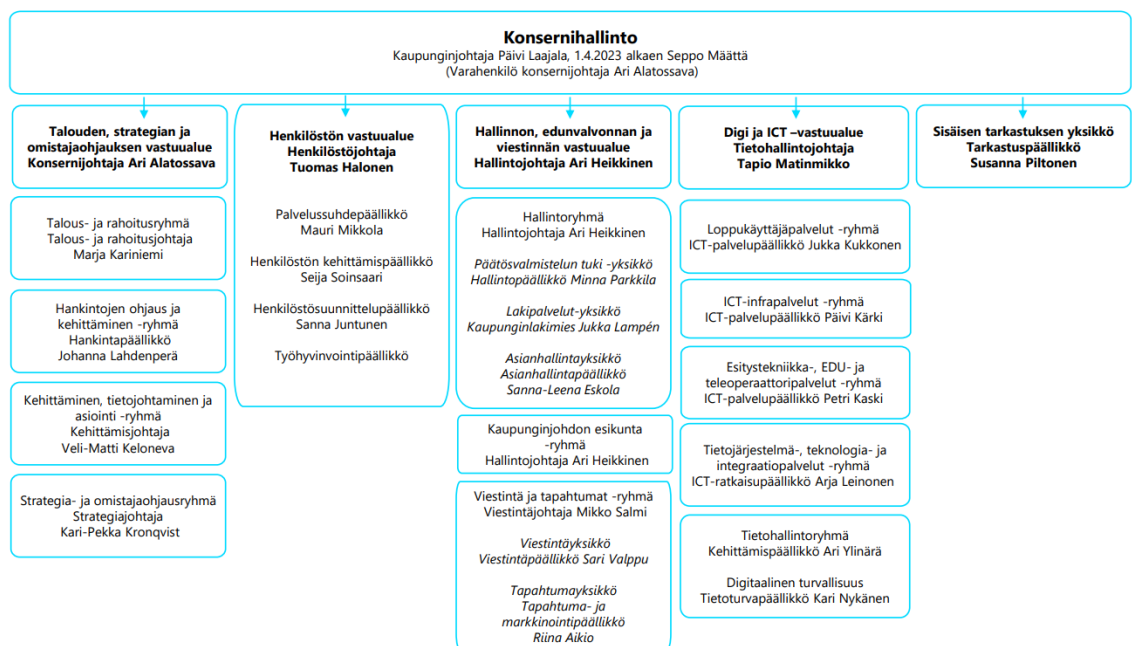 Konsernihallinto
Kaupunginjohtaja Päivi Laajala, 1.4.2023 alkaen Seppo Määttä
(Varahenkilö konsernijohtaja Ari Alatossava)
Talouden, strategian ja
omistajaohjauksen vastuualue
Konsernijohtaja Ari Alatossava
Talous- ja rahoitusryhmä
Talous- ja rahoitusjohtaja
Marja Kariniemi
Hankintojen ohjaus ja
kehittäminen -ryhmä
Hankintapäällikkö
Johanna Lahdenperä
Kehittäminen, tietojohtaminen ja
asiointi -ryhmä
Kehittämisjohtaja
Veli-Matti Keloneva
Strategia- ja omistajaohjausryhmä
Strategiajohtaja
Kari-Pekka Kronqvist
Henkilöstön vastuualue
Henkilöstöjohtaja
Tuomas Halonen
Palvelussuhdepäällikkö
Mauri Mikkola
Henkilöstön kehittämispäällikkö
Seija Soinsaari
Henkilöstösuunnittelupäällikkö
Sanna Juntunen
Työhyvinvointipäällikkö
Hallinnon, edunvalvonnan ja
viestinnän vastuualue
Hallintojohtaja Ari Heikkinen
Hallintoryhmä
Hallintojohtaja Ari Heikkinen
Päätösvalmistelun tuki -yksikkö
Hallintopäällikkö Minna Parkkila
Lakipalvelut-yksikkö
Kaupunginlakimies Jukka Lampén
Asianhallintayksikkö
Asianhallintapäällikkö
Sanna-Leena Eskola
Kaupunginjohdon esikunta
-ryhmä
Hallintojohtaja Ari Heikkinen
Viestintä ja tapahtumat -ryhmä
Viestintäjohtaja Mikko Salmi
Viestintäyksikkö
Viestintäpäällikkö Sari Valppu
Tapahtumayksikkö
Tapahtuma- ja
markkinointipäällikkö
Riina Aikio
Digi ja ICT –vastuualue
Tietohallintojohtaja
Tapio Matinmikko
Loppukäyttäjäpalvelut -ryhmä
ICT-palvelupäällikkö Jukka Kukkonen
ICT-infrapalvelut -ryhmä
ICT-palvelupäällikkö Päivi Kärki
Esitystekniikka-, EDU- ja
teleoperaattoripalvelut -ryhmä
ICT-palvelupäällikkö Petri Kaski
Tietojärjestelmä-, teknologia- ja
integraatiopalvelut -ryhmä
ICT-ratkaisupäällikkö Arja Leinonen
Tietohallintoryhmä
Kehittämispäällikkö Ari Ylinärä
Digitaalinen turvallisuus
Tietoturvapäällikkö Kari Nykänen
Sisäisen tarkastuksen yksikkö
Tarkastuspäällikkö
Susanna Piltonen